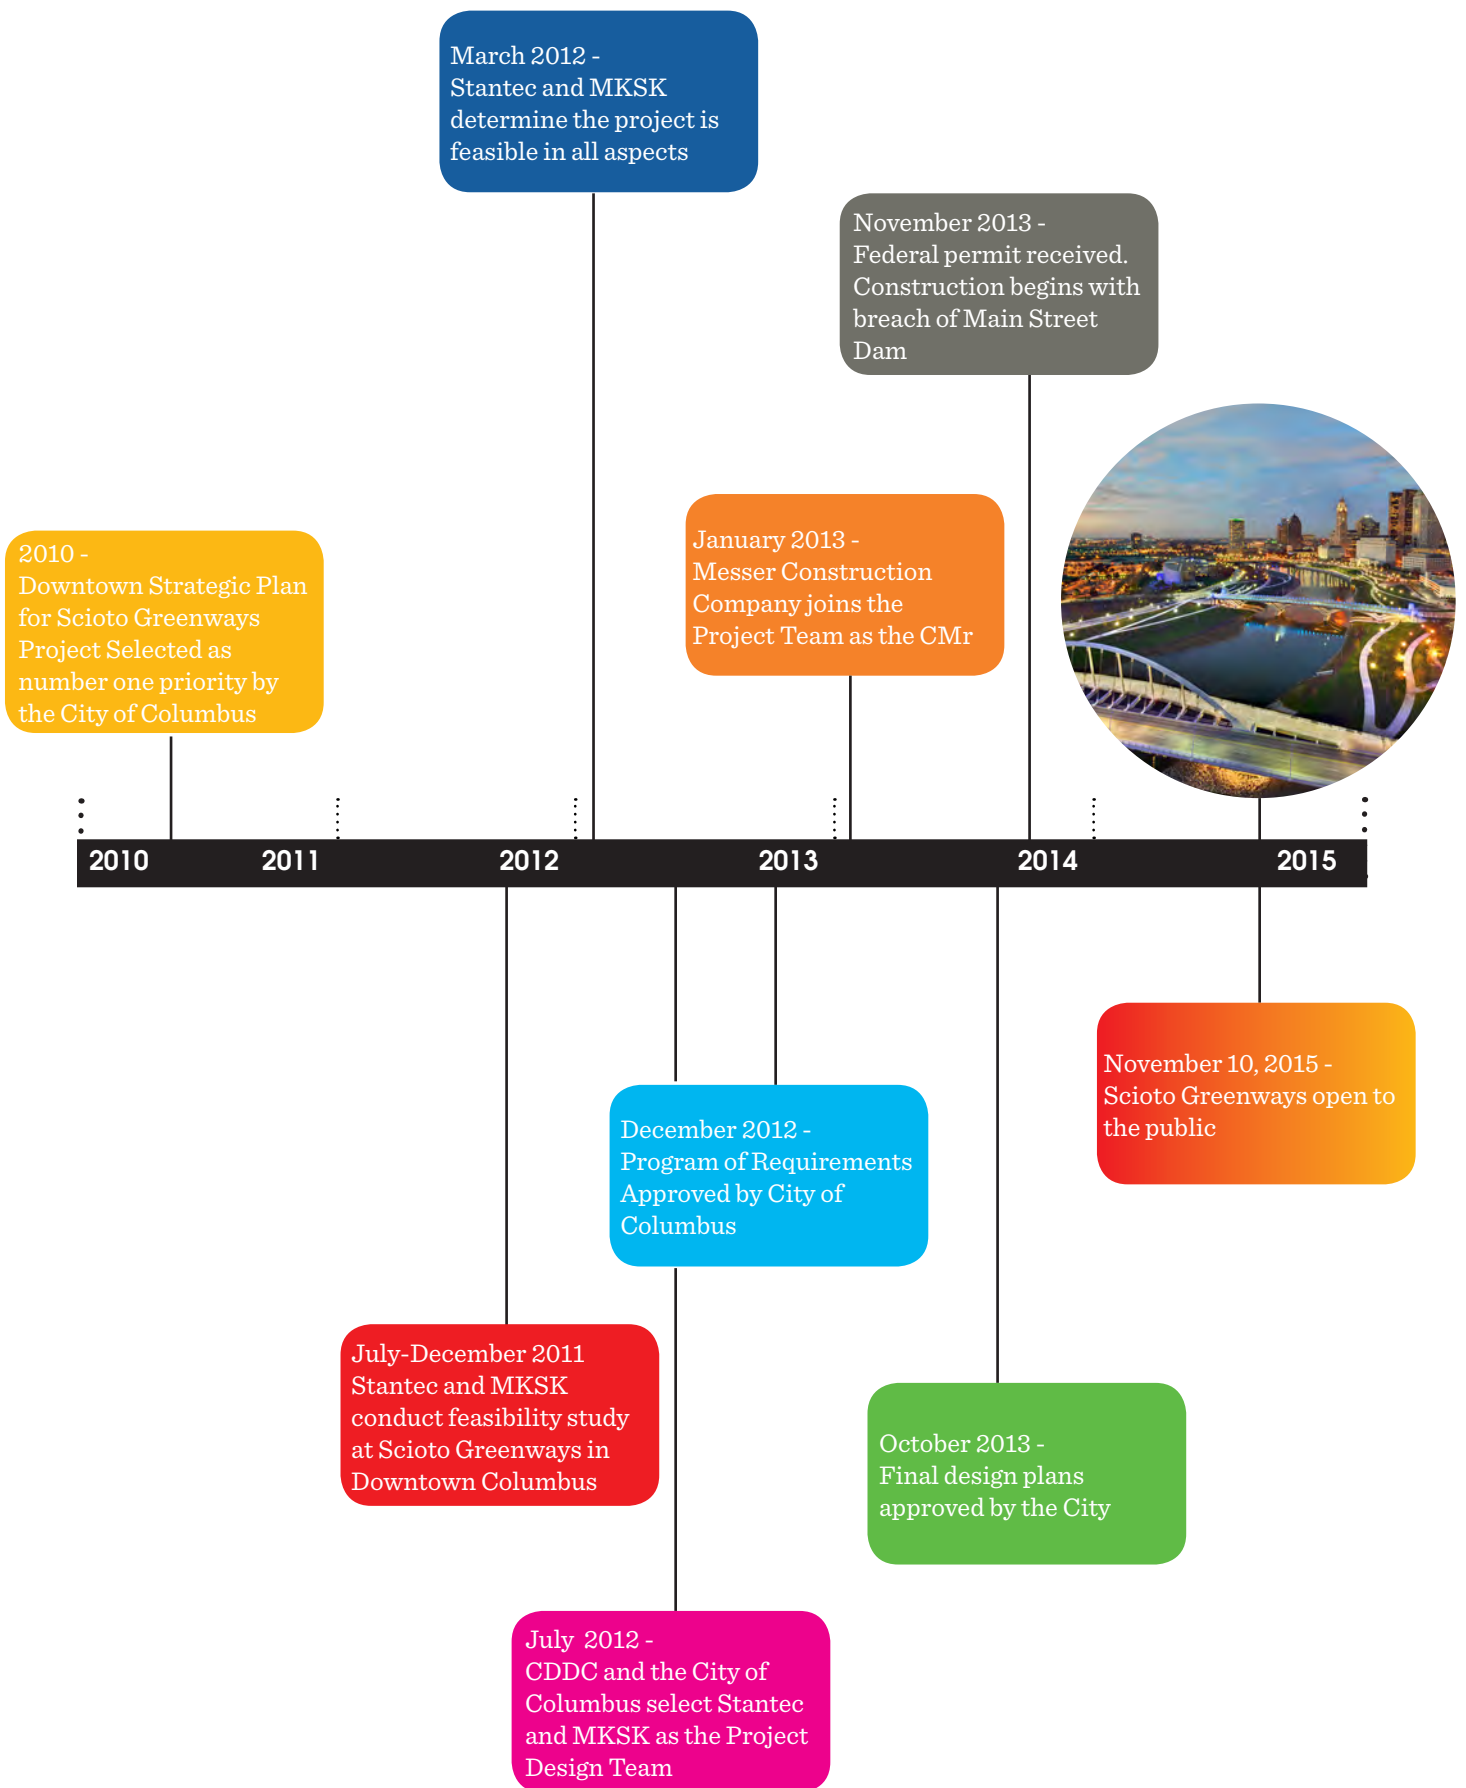 March 2012 -
Stantec and MKSK
determine the project is
feasible in all aspects
November 2013 -
Federal permit received.
Construction begins with
breach of Main Street
Dam
January 2013 -
Messer Construction
Company joins the
Project Team as the CMr
2010 -
Downtown Strategic Plan
for Scioto Greenways
Project Selected as
number one priority by
the City of Columbus
2010 2011 2012 2013 2014 2015
November 10, 2015 -
Scioto Greenways open to
the public
December 2012 -
Program of Requirements
Approved by City of
Columbus
July-December 2011
Stantec and MKSK
conduct feasibility study
at Scioto Greenways in
Downtown Columbus
October 2013 -
Final design plans
approved by the City
July  2012 -
CDDC and the City of
Columbus select Stantec
and MKSK as the Project
Design Team